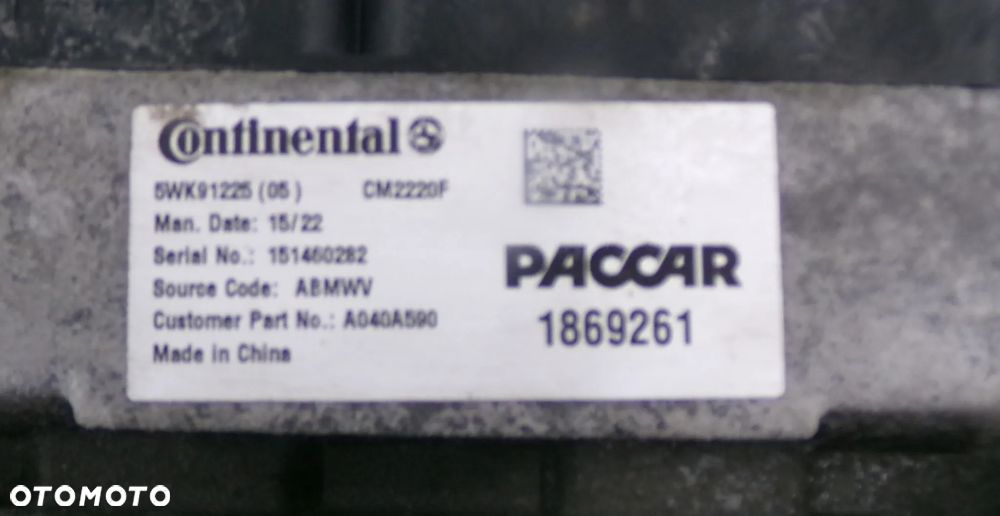 Continental
5WK91225 (05) CM2220F
Man. Date: 15/22
Serial No.: 151460282
Source Code: ABMWV
Customer Part No.: A040A590
Made in China
PACCAR
1869261
OTOMOTO